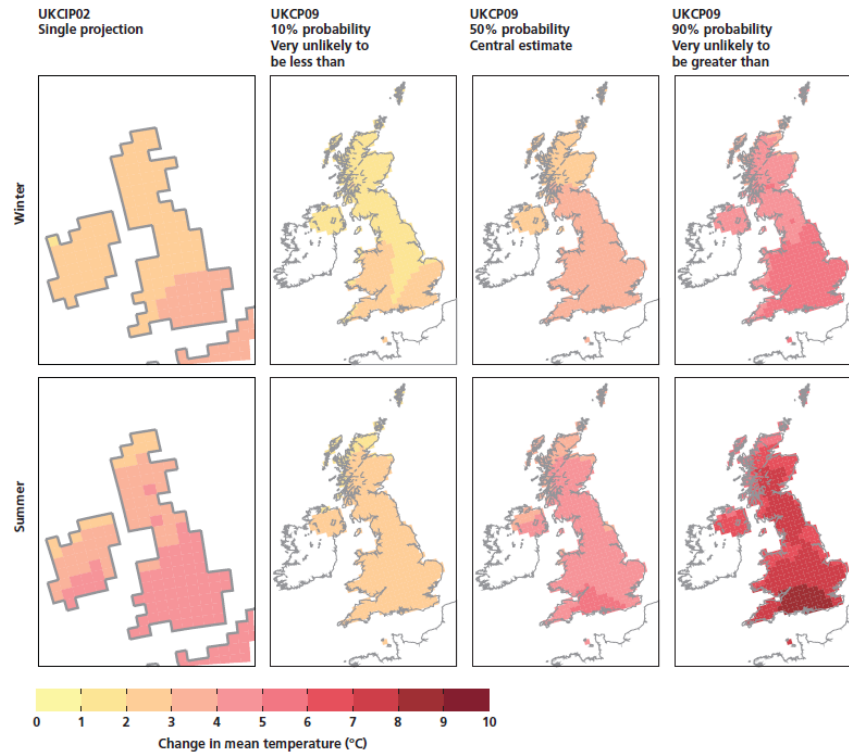 UKCIP02
Single projection
UKCP09
10% probability
Very unlikely to
be less than
UKCP09
50% probability
Central estimate
UKCP09
90% probability
Very unlikely to
be greater than
Winter
Summer
0 1 2 3 4 5 6 7 8 9 10
Change in mean temperature (°C)